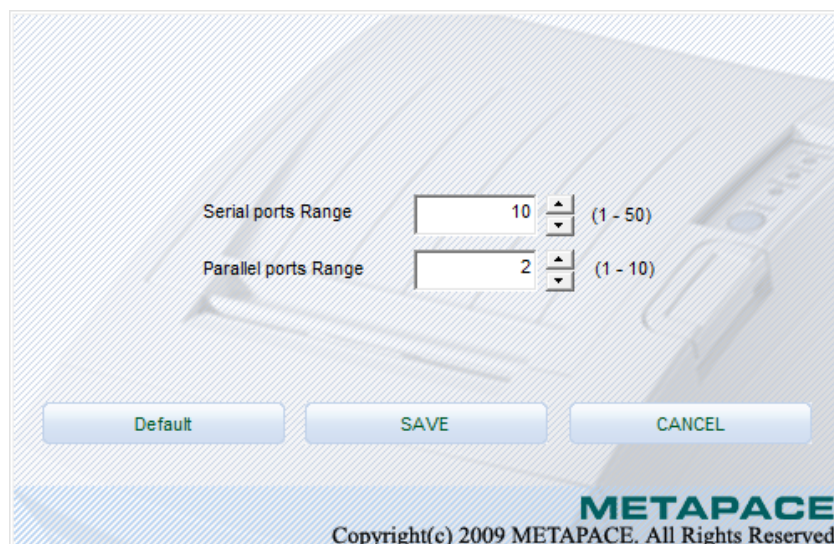 Serial ports Range 10 (1 - 50)
Parallel ports Range 2 (1 - 10)
Default SAVE CANCEL
METAPACE
Copyright(c) 2009 METAPACE. All Rights Reserved